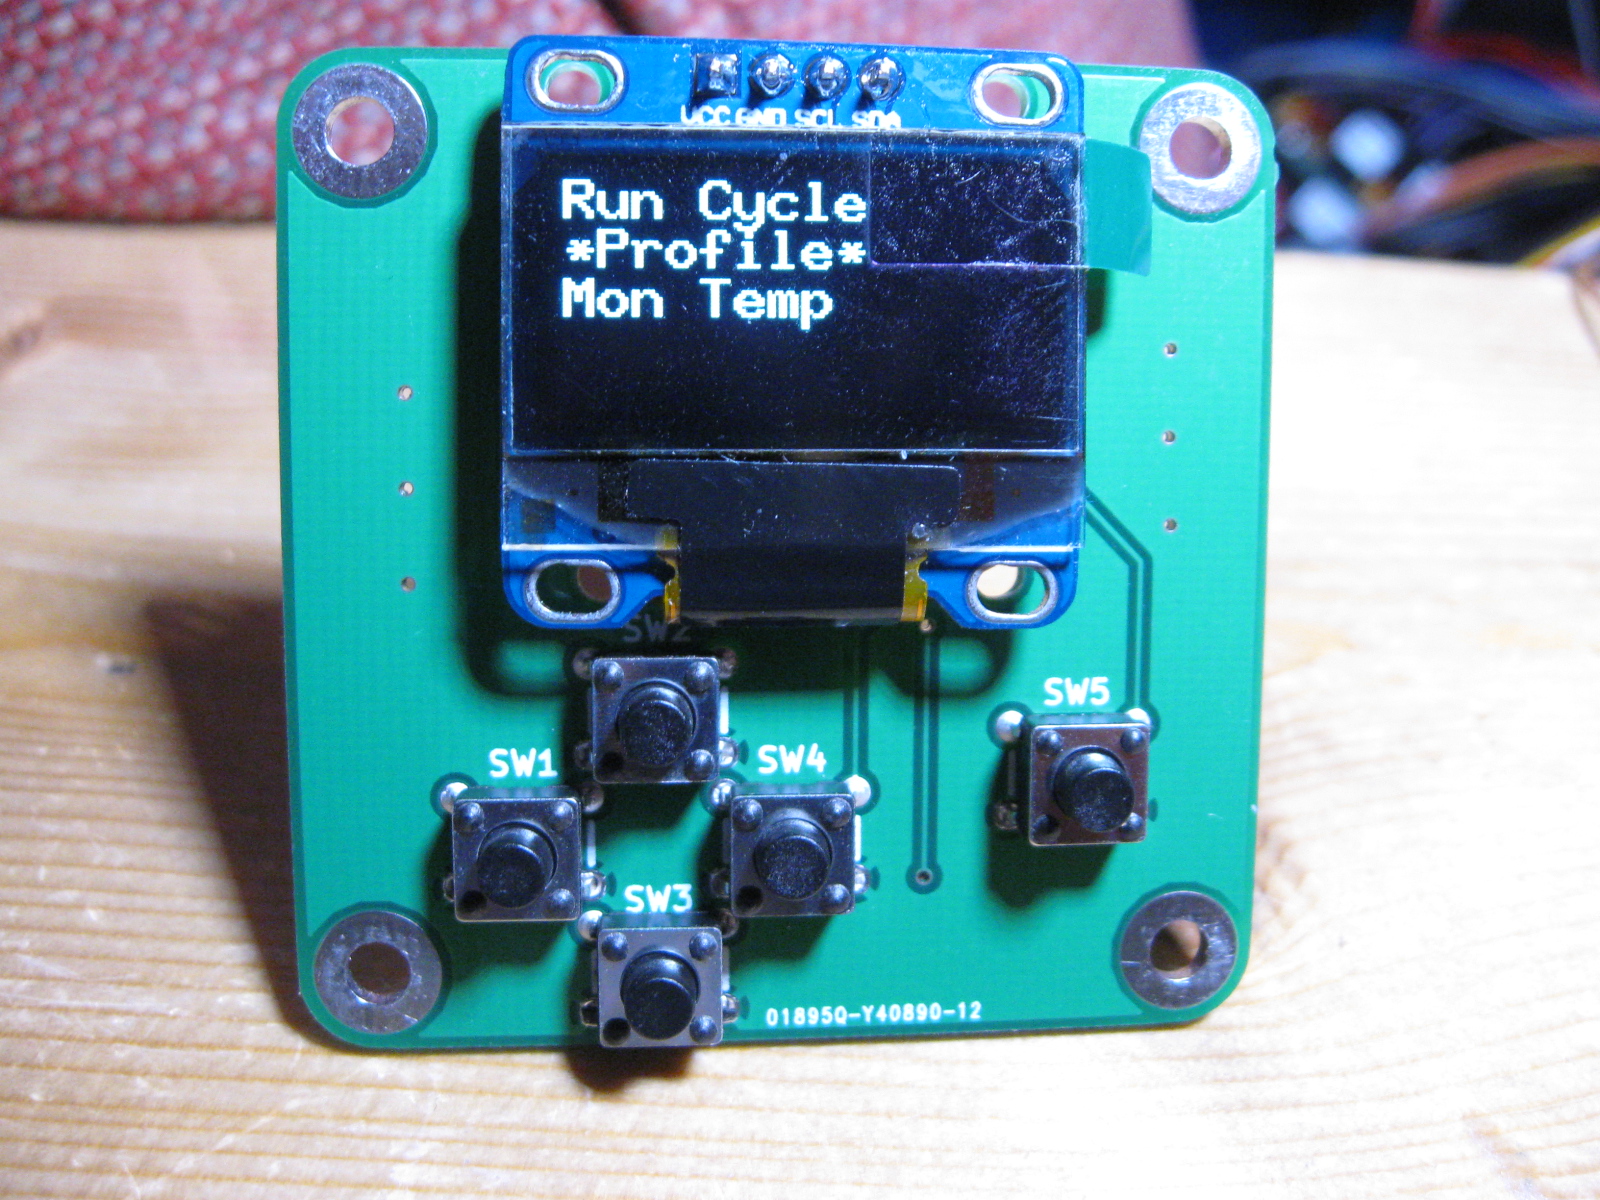 VCC GND SCL SDA
Run Cycle
*Profile*
Mon Temp
SW2
SW5
SW1
SW4
SW3
01895Q-Y40890-12